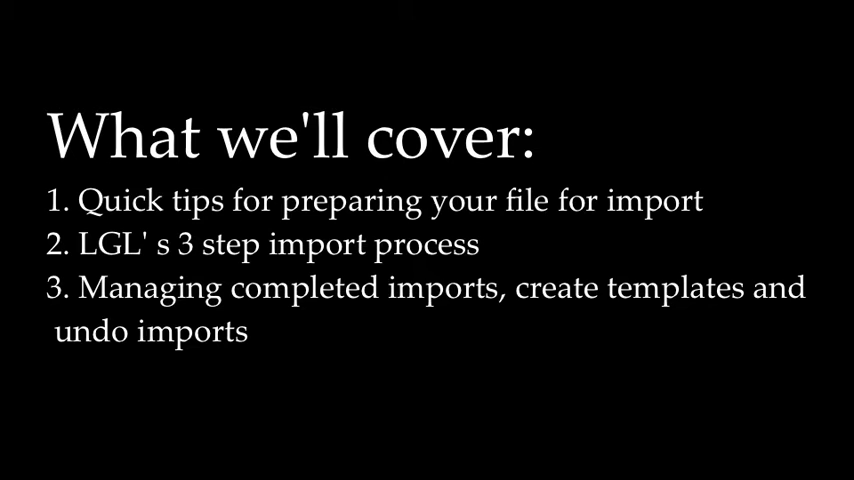 What we'll cover:
1. Quick tips for preparing your file for import
2. LGL' s 3 step import process
3. Managing completed imports, create templates and
undo imports